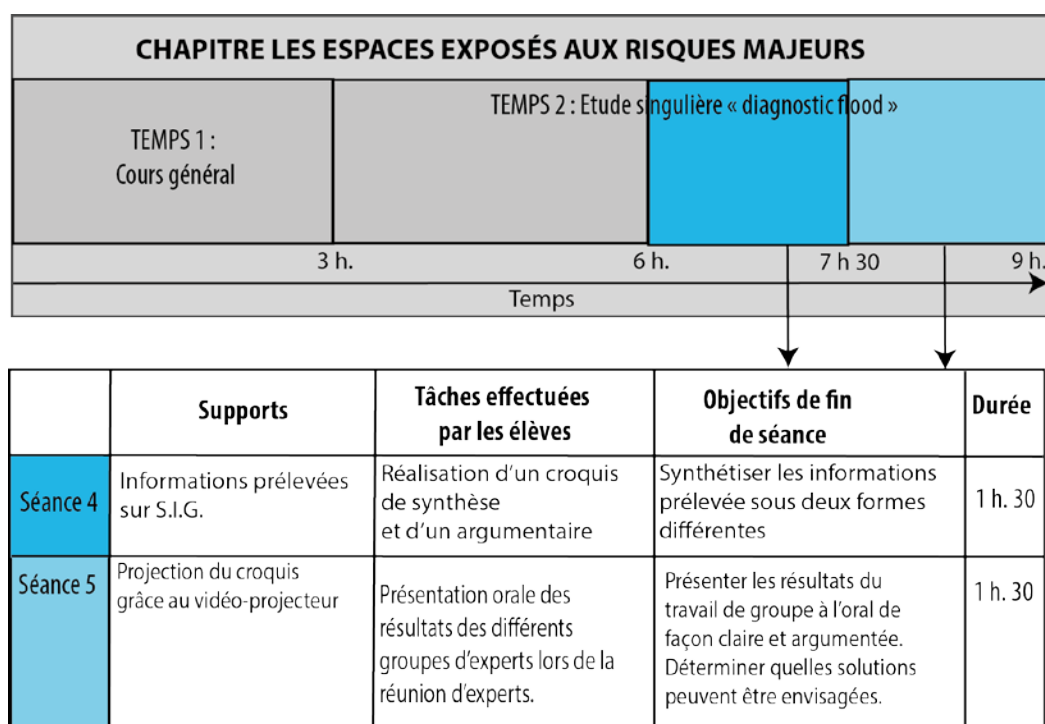 CHAPITRE LES ESPACES EXPOSÉS AUX RISQUES MAJEURS
TEMPS 1 :
Cours général
TEMPS 2 : Etude singulière « diagnostic flood »
3 h.
6 h.
7 h 30
9 h.
Temps
Supports
Tâches effectuées
par les élèves
Objectifs de fin
de séance
Durée
Séance 4
Informations prélevées
sur S.I.G.
Réalisation d'un croquis
de synthèse
et d'un argumentaire
Synthétiser les informations
prélevée sous deux formes
différentes
1 h. 30
Séance 5
Projection du croquis
grâce au vidéo-projecteur
Présentation orale des
résultats des différents
groupes d'experts lors de la
réunion d'experts.
Présenter les résultats du
travail de groupe à l'oral de
façon claire et argumentée.
Déterminer quelles solutions
peuvent être envisagées.
1 h. 30